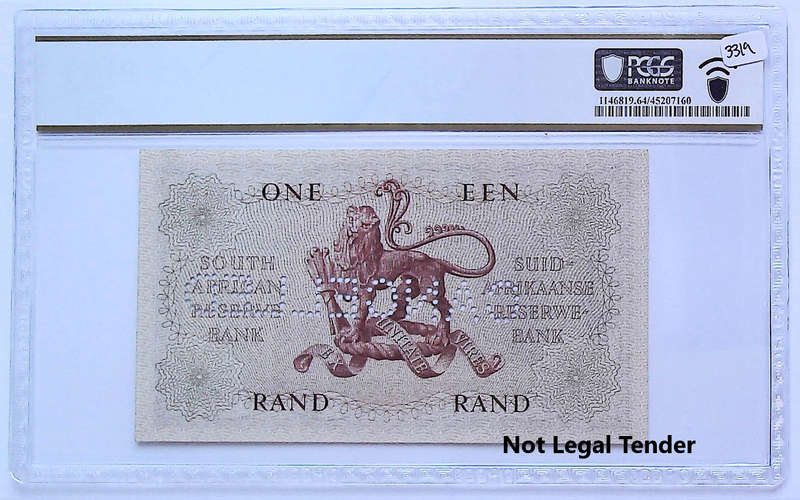 3319
PCGS
BANKNOTE
1146819.64/45207160
ONE EEN
SOUTH SUID-
AFRICAN AFRIKAANSE
RESERVE RESERWE-
BANK BANK
EX UNITATE VIRES
RAND RAND
Not Legal Tender